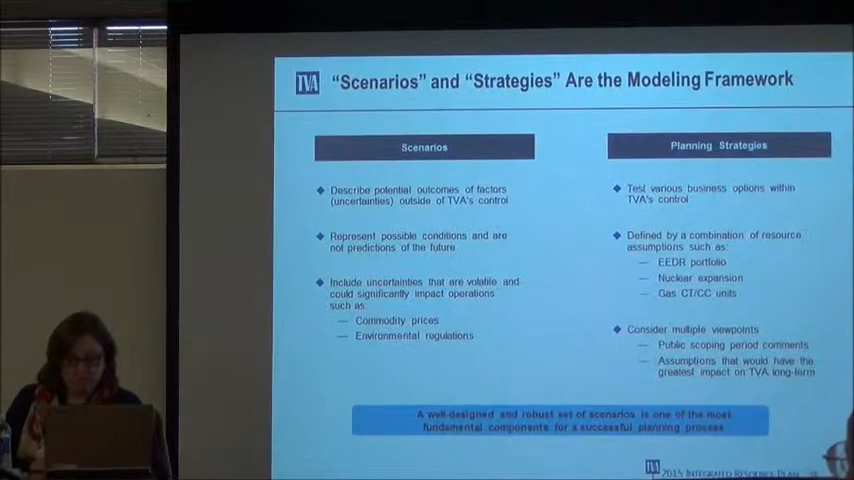 TVA "Scenarios" and "Strategies" Are the Modeling Framework
Scenarios
Describe potential outcomes of factors
(uncertainties) outside of TVA's control
Represent possible conditions and are
not predictions of the future
Include uncertainties that are volatile and
could significantly impact operations
such as:
— Commodity prices
— Environmental regulations
Planning Strategies
Test various business options within
TVA's control
Defined by a combination of resource
assumptions such as:
— EEDR portfolio
— Nuclear expansion
— Gas CT/CC units
Consider multiple viewpoints
— Public scoping period comments
— Assumptions that would have the
greatest impact on TVA long-term
A well-designed and robust set of scenarios is one of the most
fundamental components for a successful planning process
TVA 2015 INTEGRATED RESOURCE PLAN